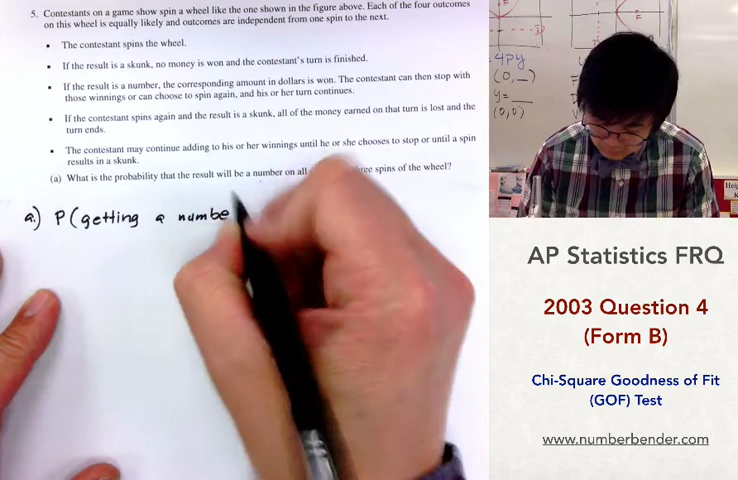 5. Contestants on a game show spin a wheel like the one shown in the figure above. Each of the four outcomes
on this wheel is equally likely and outcomes are independent from one spin to the next.
• The contestant spins the wheel.
• If the result is a skunk, no money is won and the contestant's turn is finished.
• If the result is a number, the corresponding amount in dollars is won. The contestant can then stop with
those winnings or can choose to spin again, and his or her turn continues.
• If the contestant spins again and the result is a skunk, all of the money earned on that turn is lost and the
turn ends.
• The contestant may continue adding to his or her winnings until he or she chooses to stop or until a spin
results in a skunk.
(a) What is the probability that the result will be a number on all spins of the wheel?
a.) P(getting a numbe
4py
(0, _)
y = __
(0,0)
AP Statistics FRQ
2003 Question 4
(Form B)
Chi-Square Goodness of Fit
(GOF) Test
www.numberbender.com